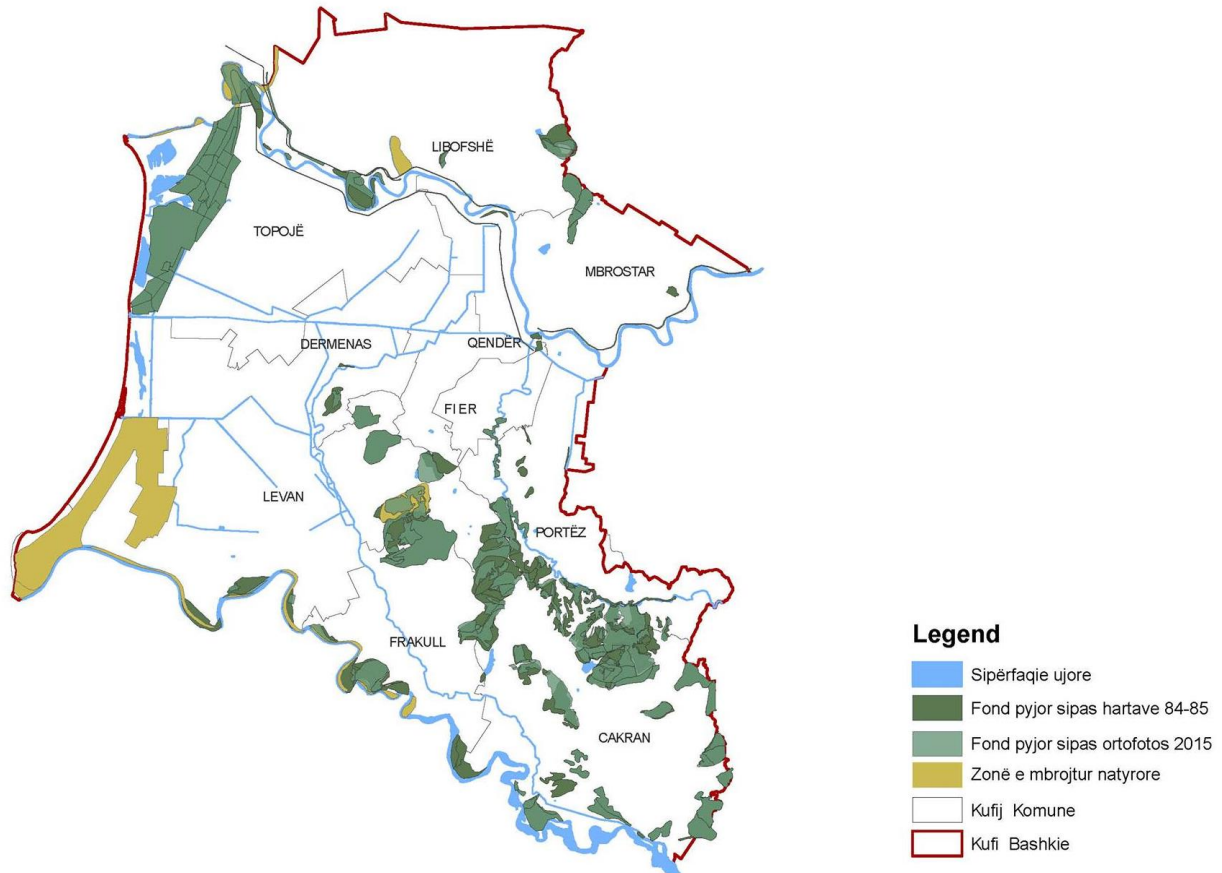 LIBOFSHË
TOPOJË
MBROSTAR
DERMENAS
QENDËR
FIER
LEVAN
PORTËZ
FRAKULL
CAKRAN
Legend
Sipërfaqie ujore
Fond pyjor sipas hartave 84-85
Fond pyjor sipas ortofotos 2015
Zonë e mbrojtur natyrore
Kufij Komune
Kufi Bashkie